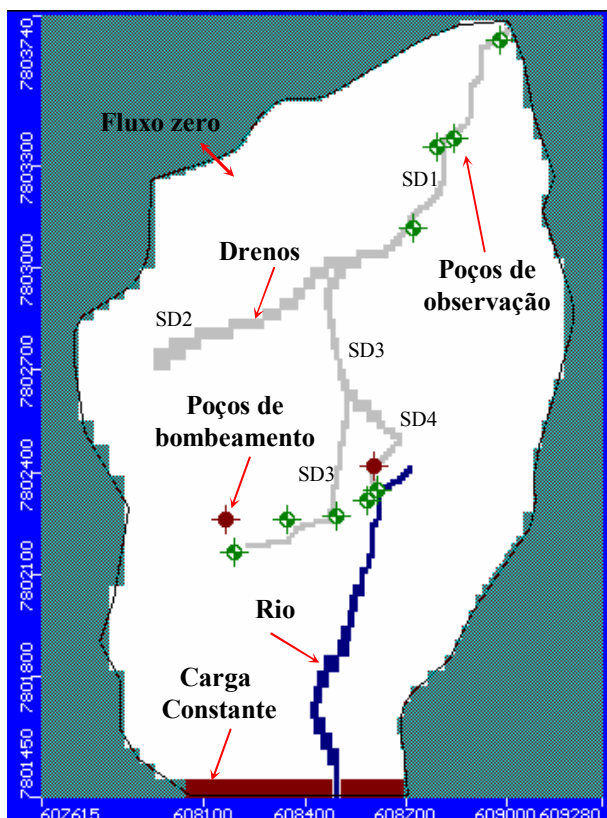 7803740
7803300
7803000
7802700
7802400
7802100
7801800
7801450
Fluxo zero
SD1
Drenos
Poços de
observação
SD2
SD3
Poços de
bombeamento
SD4
SD3
Rio
Carga
Constante
607615
608100
608400
608700
609000
609280